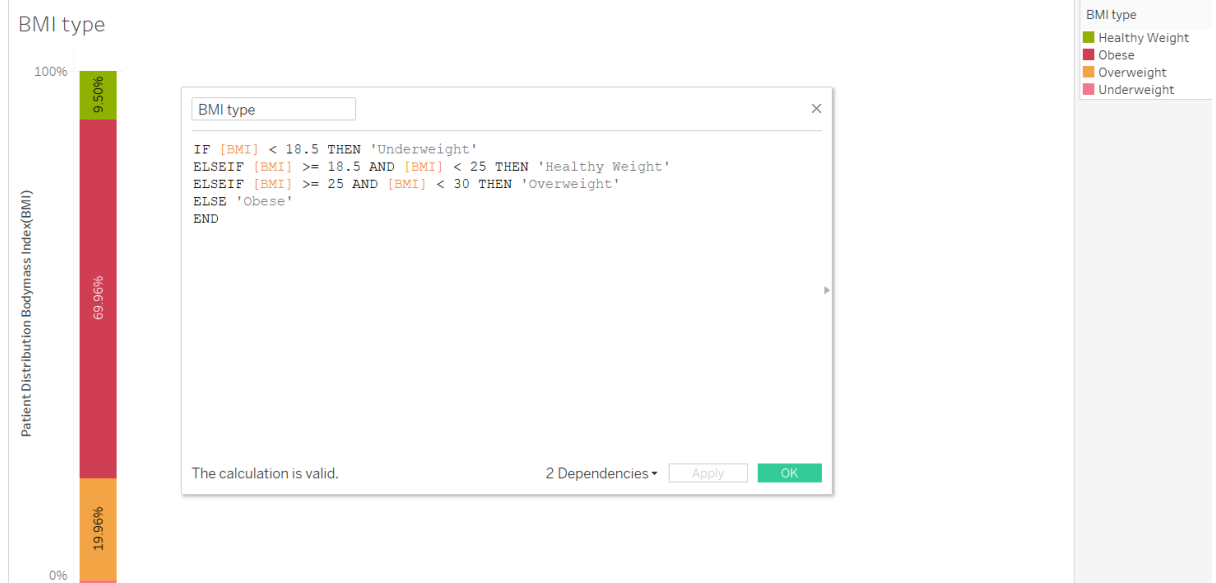 BMI type
100%
9.50%
69.96%
19.96%
0%
Patient Distribution Bodymass Index(BMI)
BMI type
IF [BMI] < 18.5 THEN 'Underweight'
ELSEIF [BMI] >= 18.5 AND [BMI] < 25 THEN 'Healthy Weight'
ELSEIF [BMI] >= 25 AND [BMI] < 30 THEN 'Overweight'
ELSE 'Obese'
END
The calculation is valid.
2 Dependencies
Apply
OK
BMI type
Healthy Weight
Obese
Overweight
Underweight